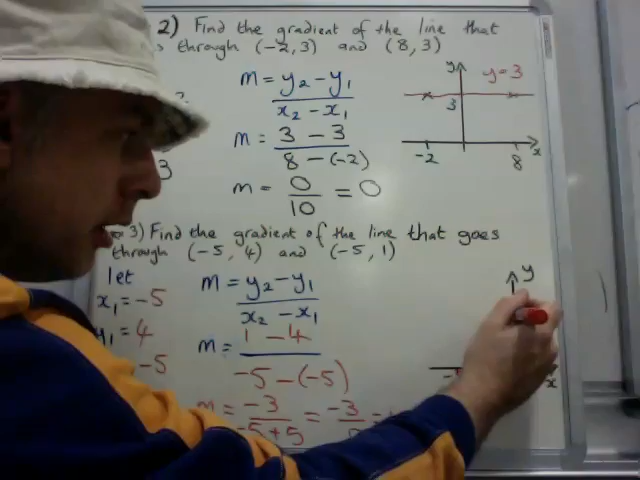 2) Find the gradient of the line that
through (-2, 3) and (8, 3)
m = y₂ - y₁
x₂ - x₁
m = 3 - 3
8 - (-2)
m = 0/10 = 0
3
y
y = 3
3
-2
8
x
3) Find the gradient of the line that goes
through (-5, 4) and (-5, 1)
let
x₁ = -5
y₁ = 4
-5
m = y₂ - y₁
x₂ - x₁
m = 1 - 4
-5 - (-5)
m = -3/-5+5 = -3
y
x